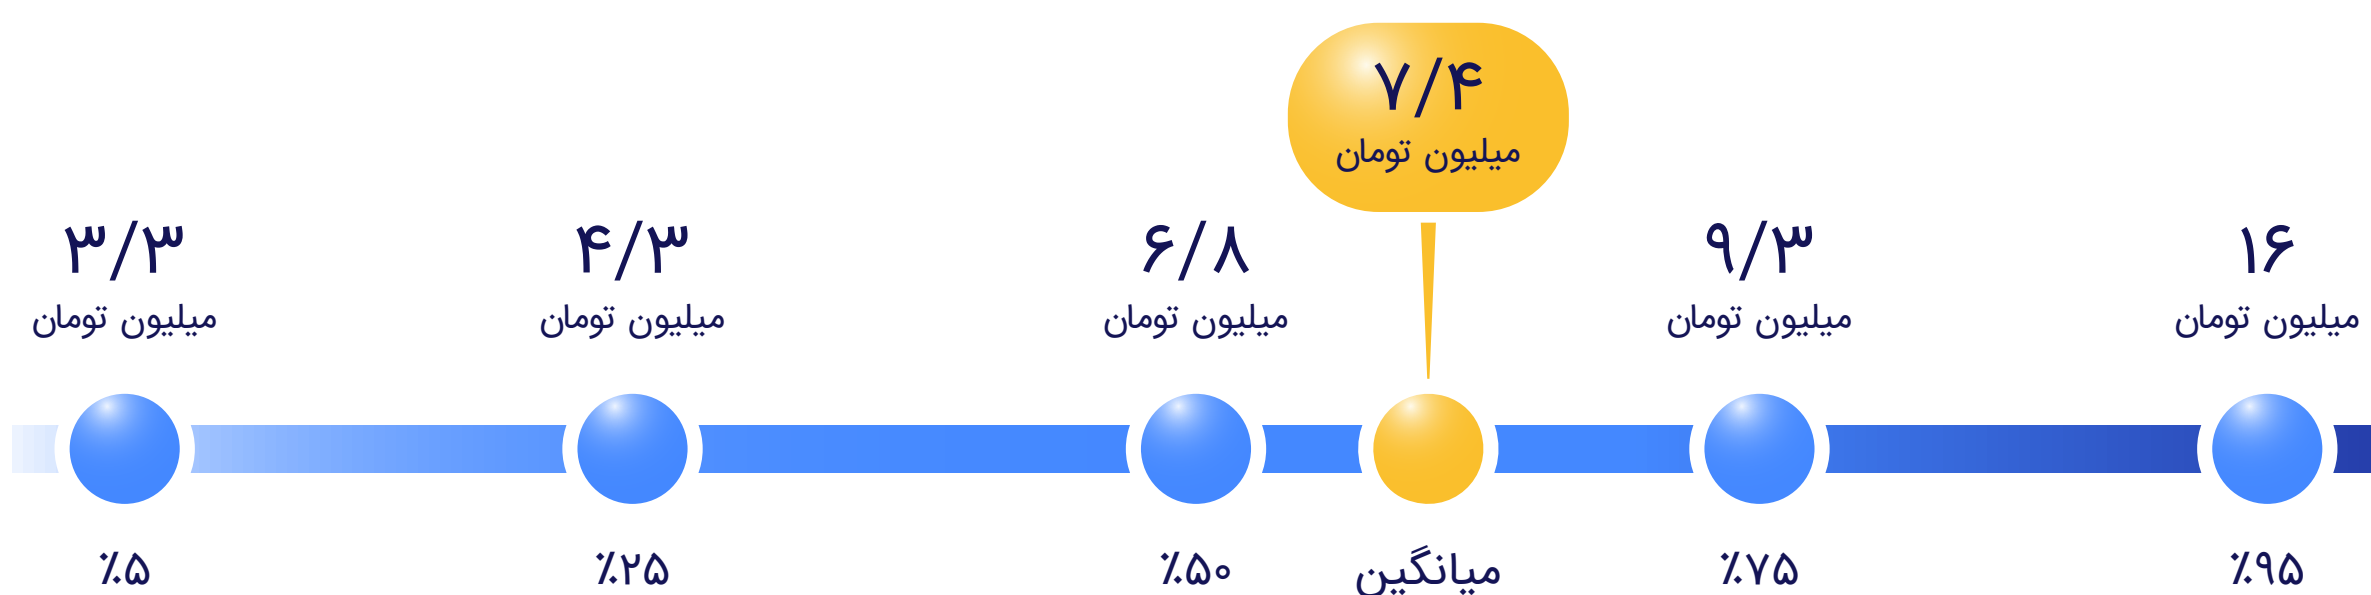 ۷/۴
میلیون تومان
۳/۳
میلیون تومان
۴/۳
میلیون تومان
۶/۸
میلیون تومان
۹/۳
میلیون تومان
۱۶
میلیون تومان
٪۵
٪۲۵
٪۵۰
میانگین
٪۷۵
٪۹۵